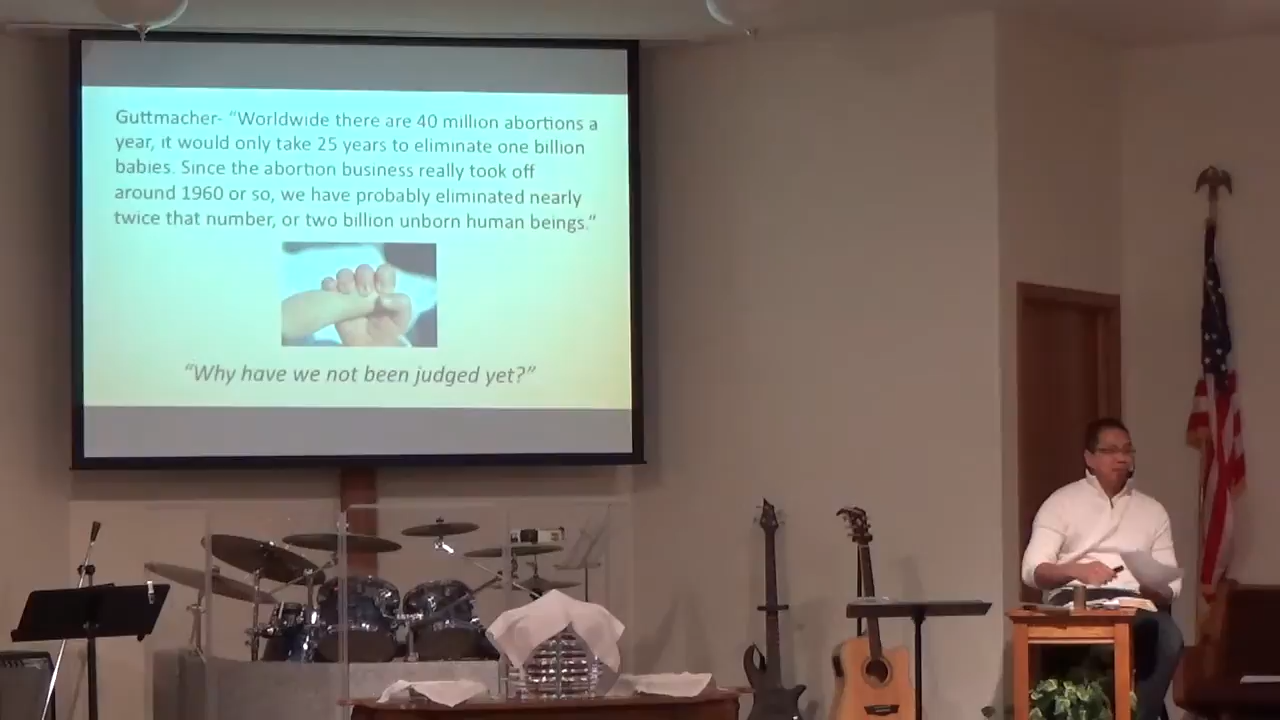 Guttmacher- “Worldwide there are 40 million abortions a
year, it would only take 25 years to eliminate one billion
babies. Since the abortion business really took off
around 1960 or so, we have probably eliminated nearly
twice that number, or two billion unborn human beings.”
“Why have we not been judged yet?”